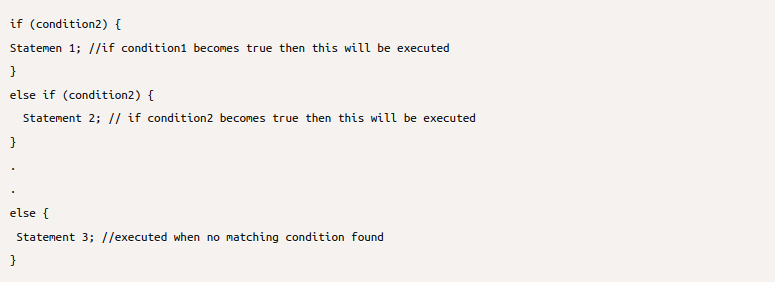 if (condition2) {
Statemen 1; //if condition1 becomes true then this will be executed
}
else if (condition2) {
Statement 2; // if condition2 becomes true then this will be executed
}
.
.
else {
Statement 3; //executed when no matching condition found
}